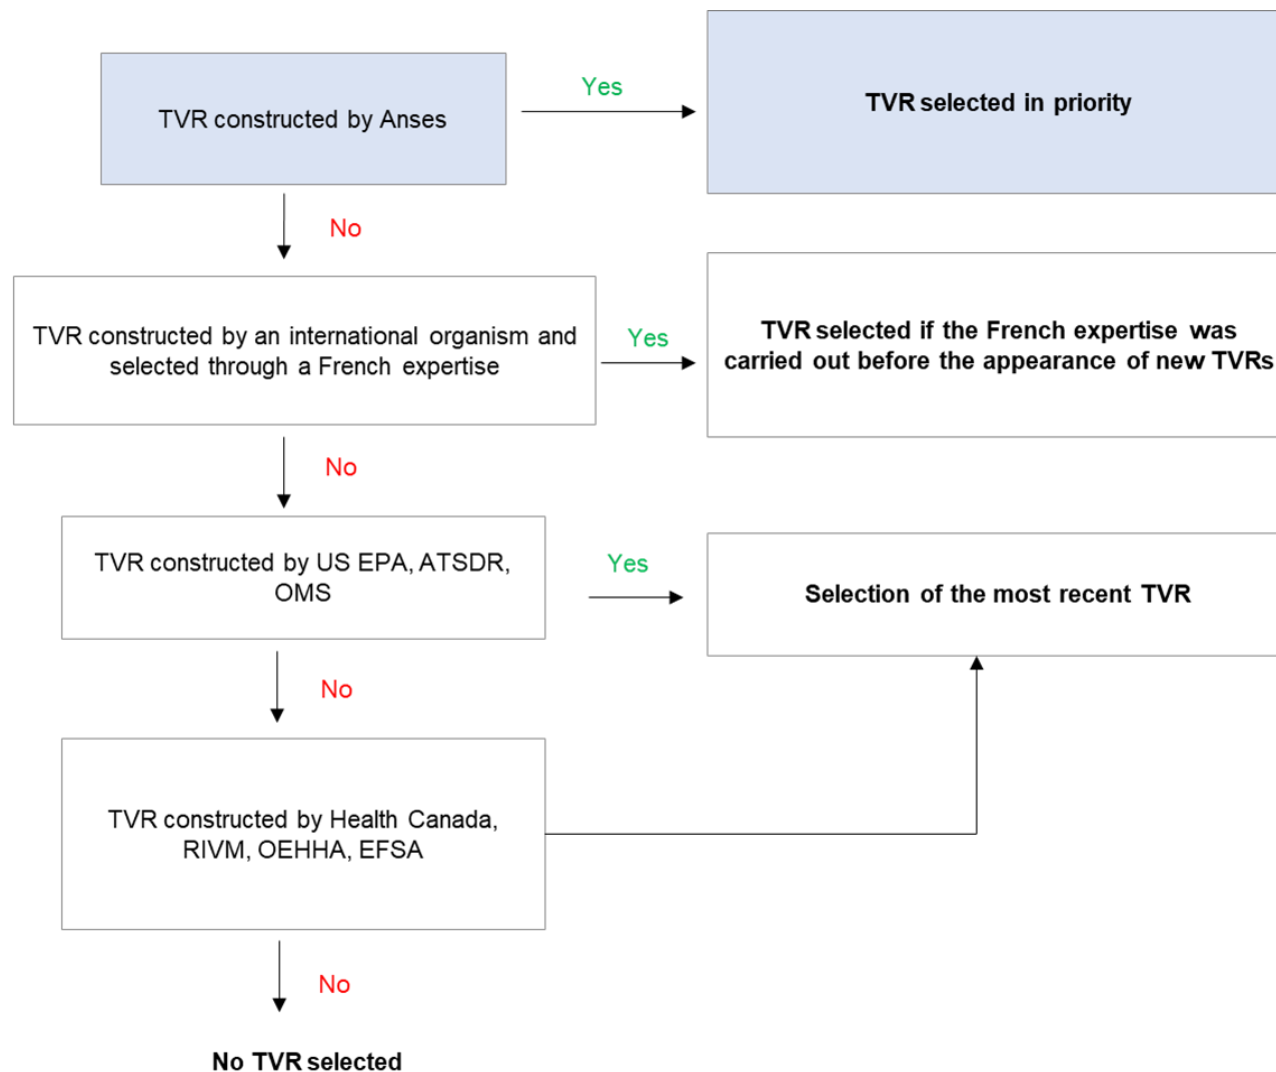 TVR constructed by Anses
Yes
TVR selected in priority
No
TVR constructed by an international organism and
selected through a French expertise
Yes
TVR selected if the French expertise was
carried out before the appearance of new TVRs
No
TVR constructed by US EPA, ATSDR,
OMS
Yes
Selection of the most recent TVR
No
TVR constructed by Health Canada,
RIVM, OEHHA, EFSA
No
No TVR selected